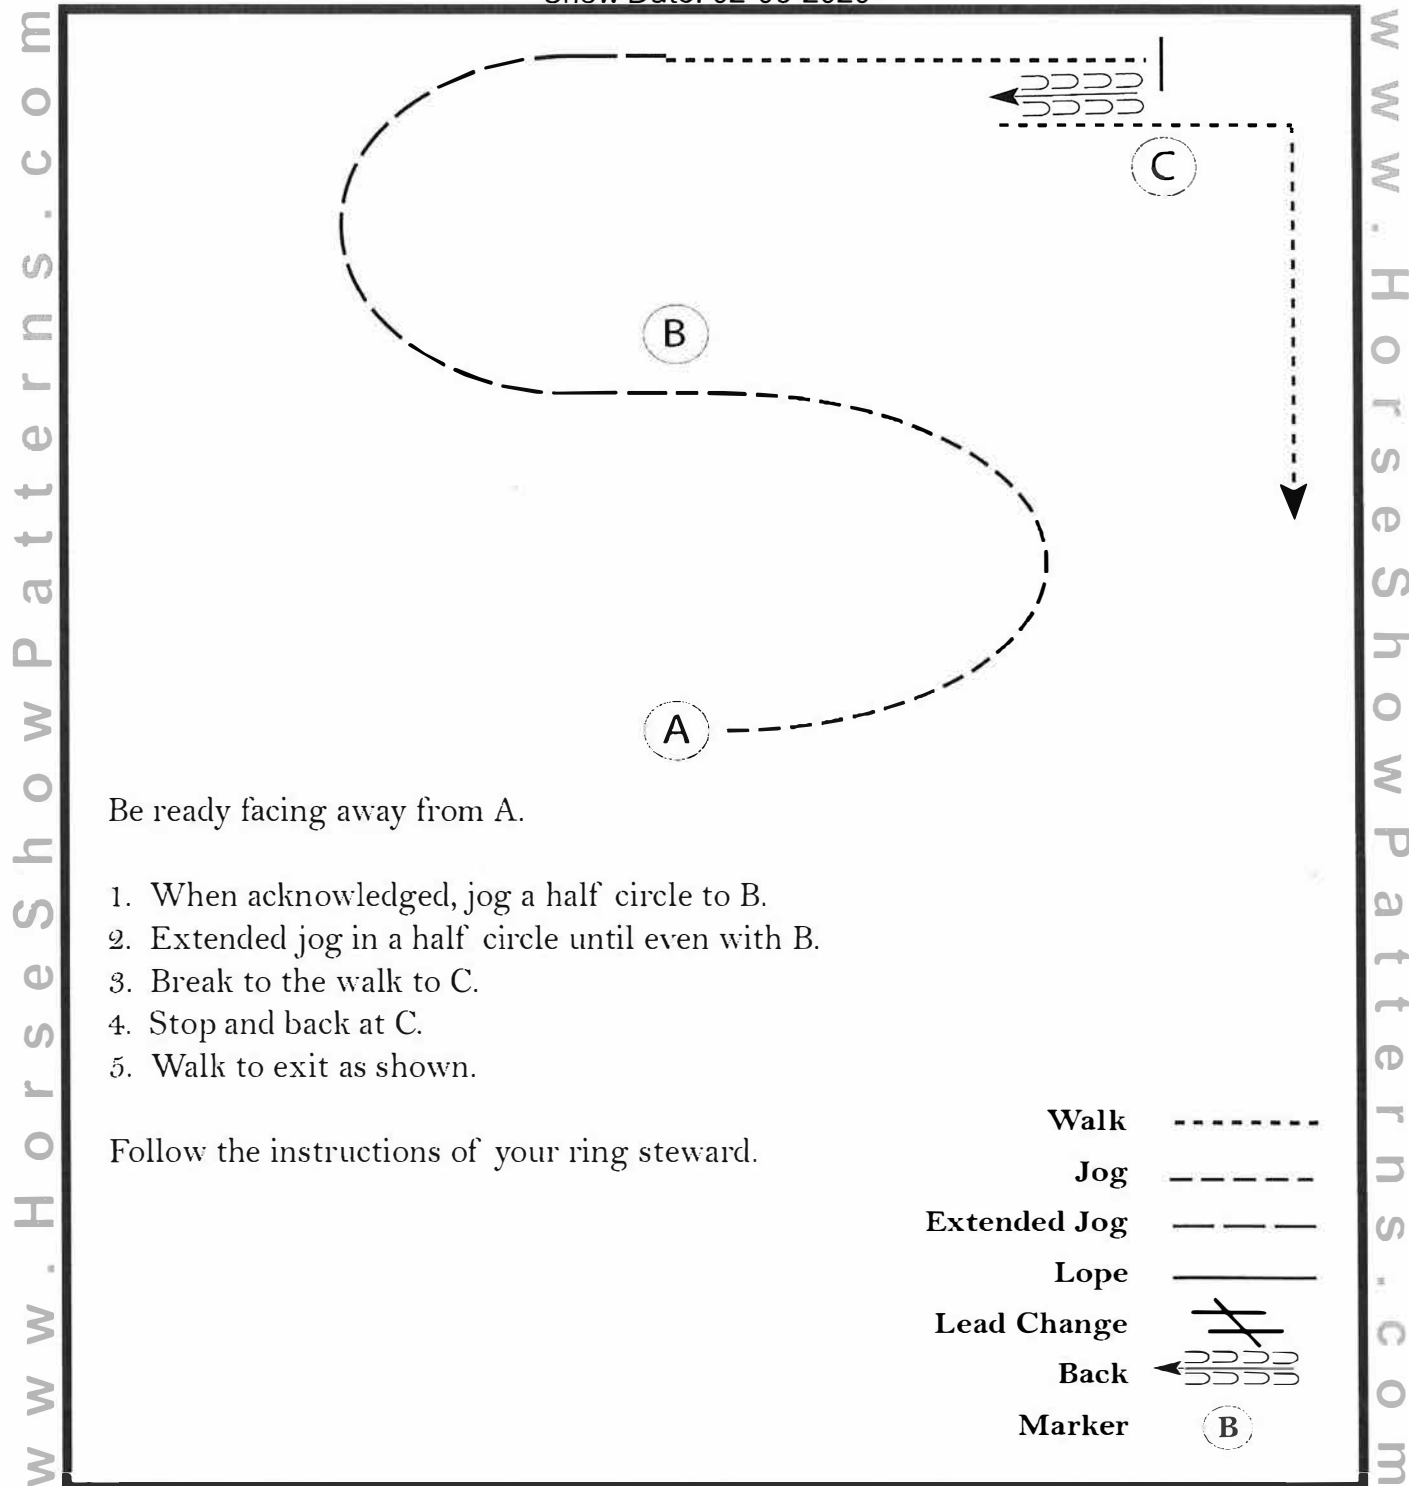 www.HorseShowPatterns.com
www.HorseShowPatterns.com
C
B
A
Be ready facing away from A.
1. When acknowledged, jog a half circle to B.
2. Extended jog in a half circle until even with B.
3. Break to the walk to C.
4. Stop and back at C.
5. Walk to exit as shown.
Follow the instructions of your ring steward.
Walk
Jog
Extended Jog
Lope
Lead Change
Back
Marker B